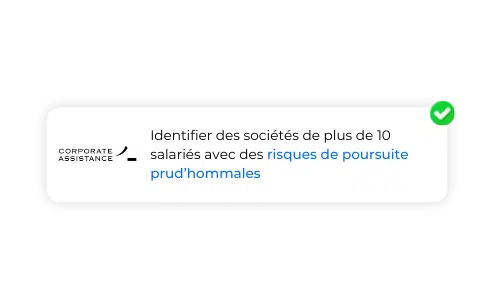 CORPORATE
ASSISTANCE
Identifier des sociétés de plus de 10
salariés avec des risques de poursuite
prud’hommales